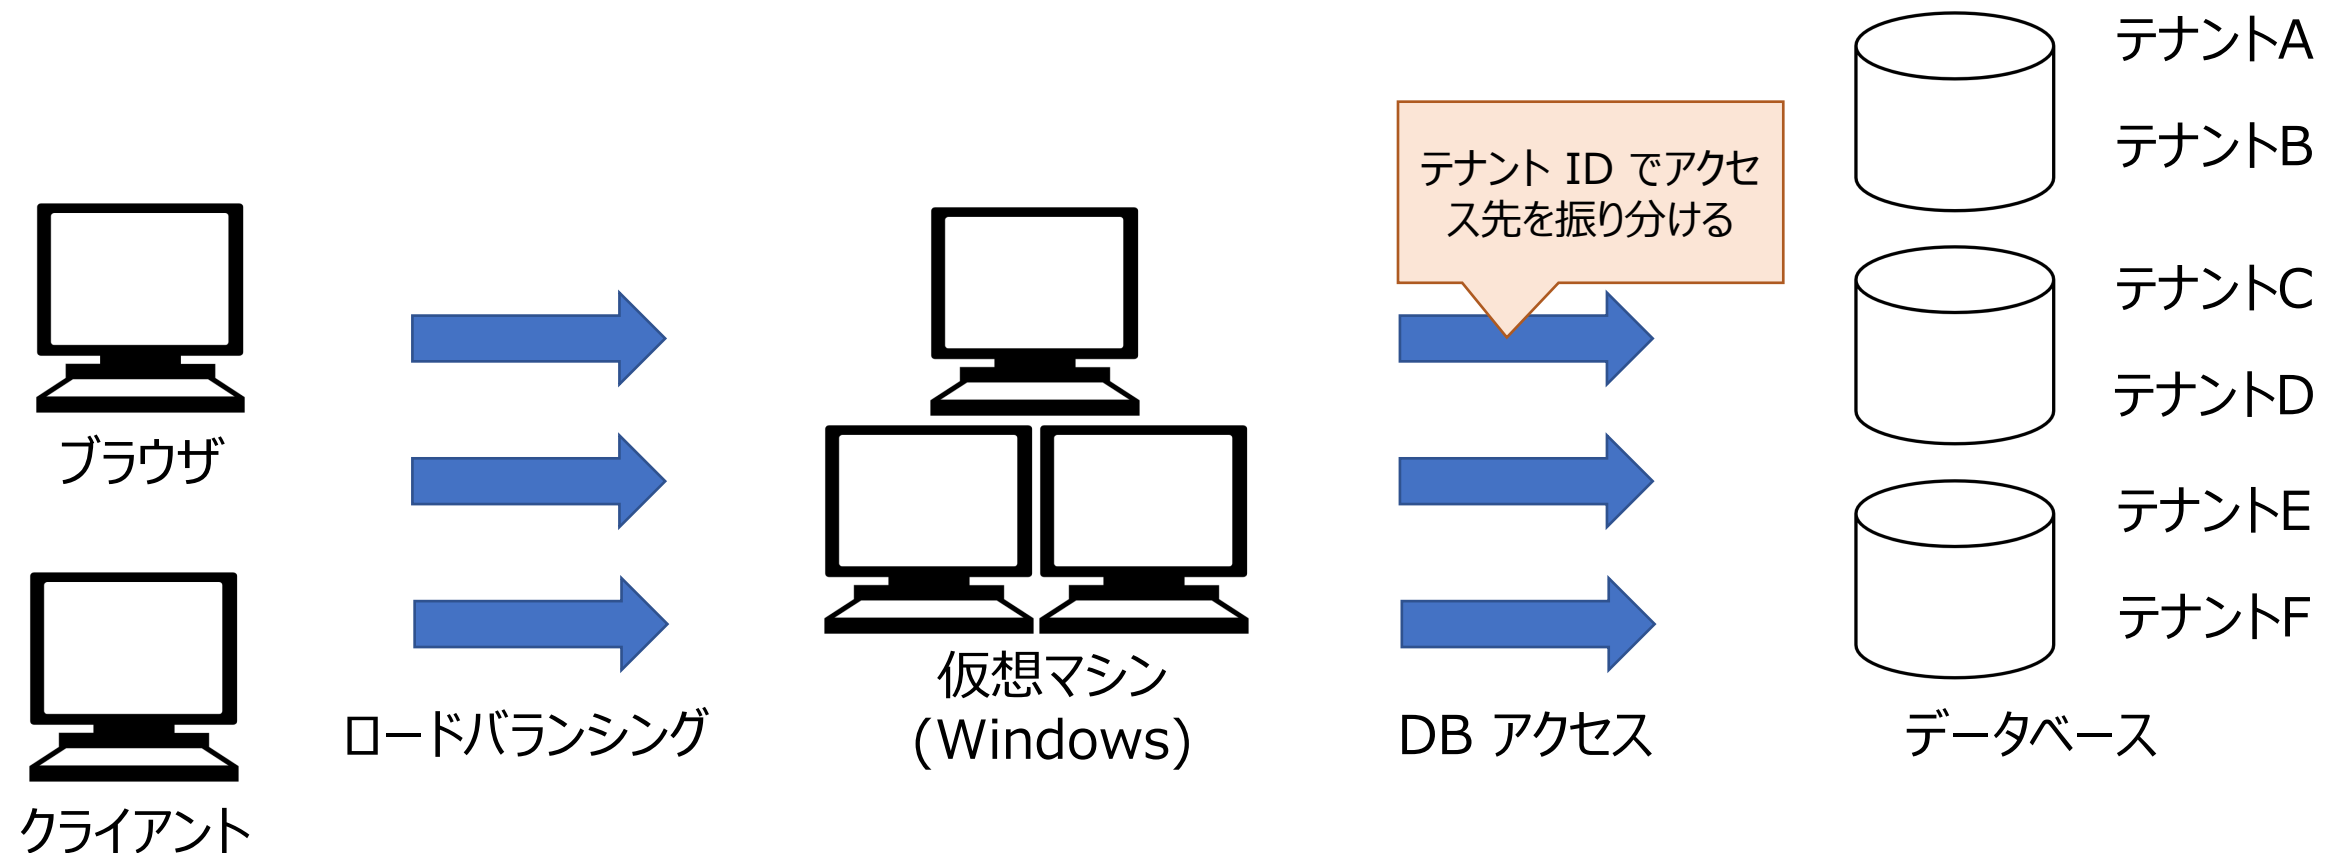 ブラウザ
クライアント
ロードバランシング
仮想マシン
(Windows)
テナント ID でアクセ
ス先を振り分ける
DB アクセス
テナントA
テナントB
テナントC
テナントD
テナントE
テナントF
データベース